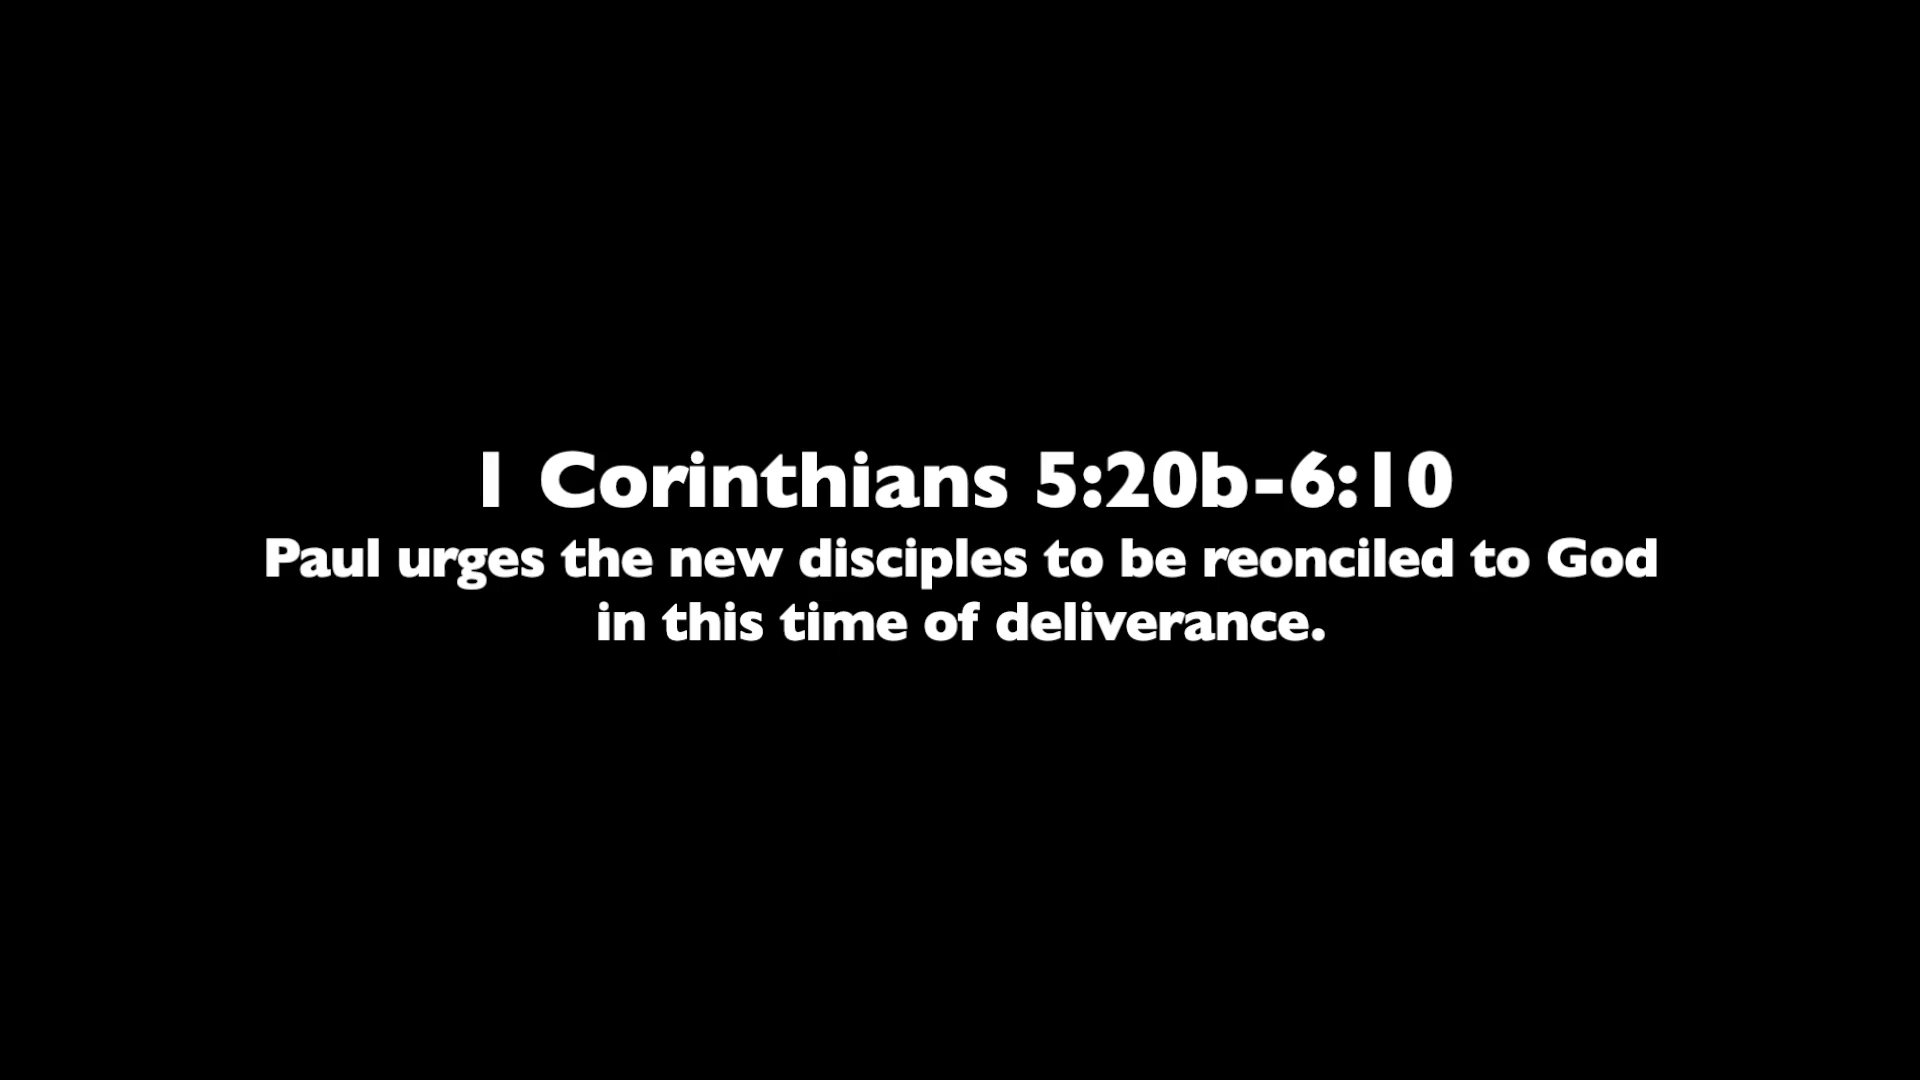 1 Corinthians 5:20b-6:10
Paul urges the new disciples to be reonciled to God
in this time of deliverance.